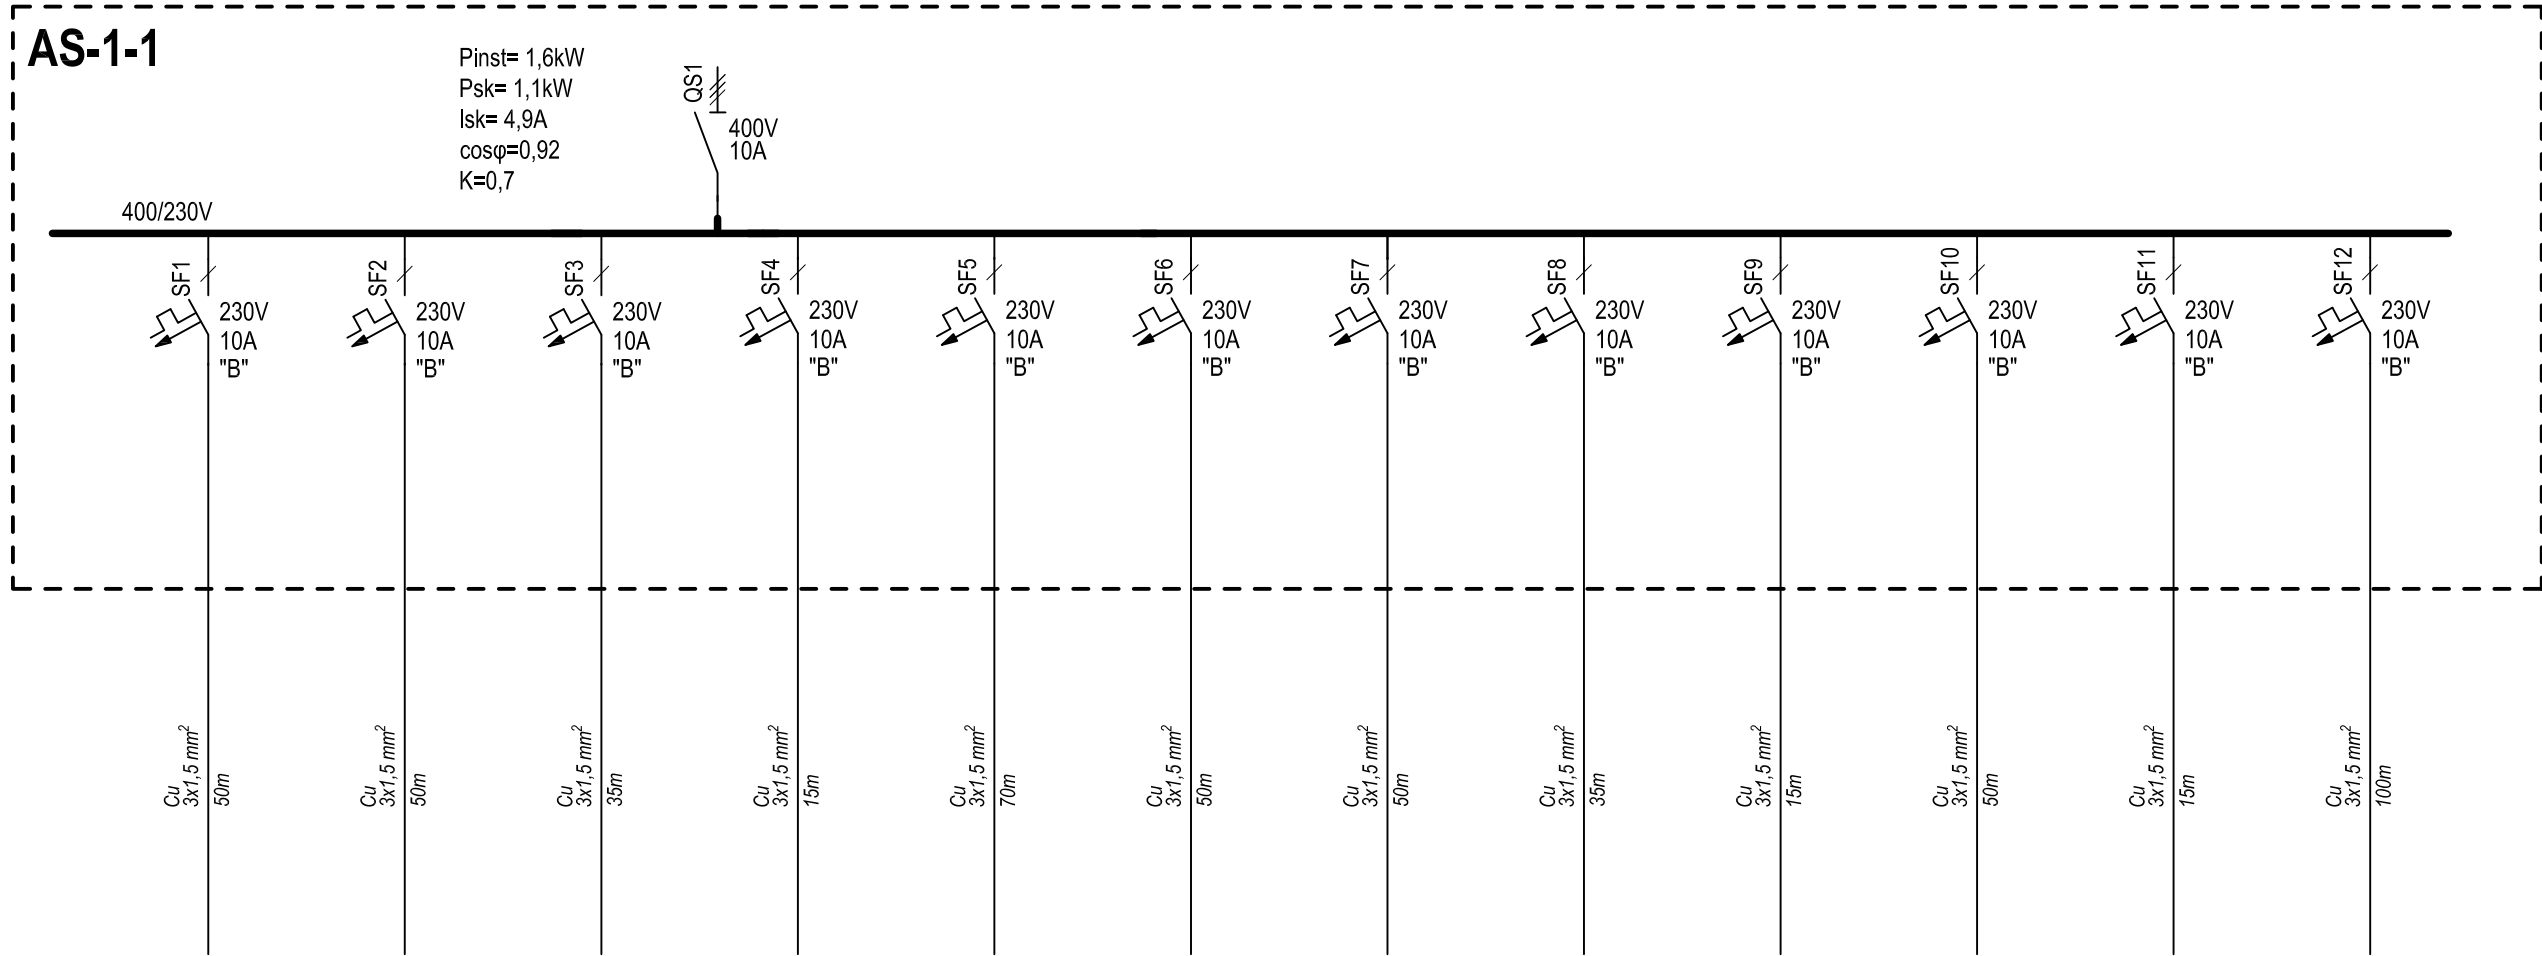 AS-1-1
Pinst= 1,6kW
Psk= 1,1kW
Isk= 4,9A
cosφ=0,92
K=0,7
QS1
400V
10A
400/230V
SF1
230V
10A
"B"
SF2
230V
10A
"B"
SF3
230V
10A
"B"
SF4
230V
10A
"B"
SF5
230V
10A
"B"
SF6
230V
10A
"B"
SF7
230V
10A
"B"
SF8
230V
10A
"B"
SF9
230V
10A
"B"
SF10
230V
10A
"B"
SF11
230V
10A
"B"
SF12
230V
10A
"B"
Cu
3x1,5 mm²
50m
Cu
3x1,5 mm²
50m
Cu
3x1,5 mm²
35m
Cu
3x1,5 mm²
15m
Cu
3x1,5 mm²
70m
Cu
3x1,5 mm²
50m
Cu
3x1,5 mm²
50m
Cu
3x1,5 mm²
35m
Cu
3x1,5 mm²
15m
Cu
3x1,5 mm²
50m
Cu
3x1,5 mm²
15m
Cu
3x1,5 mm²
100m